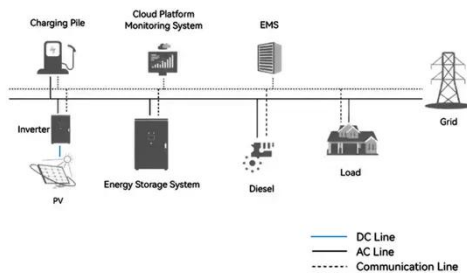 Charging Pile
Cloud Platform
Monitoring System
EMS
Inverter
Grid
PV
Energy Storage System
Diesel
Load
DC Line
AC Line
Communication Line